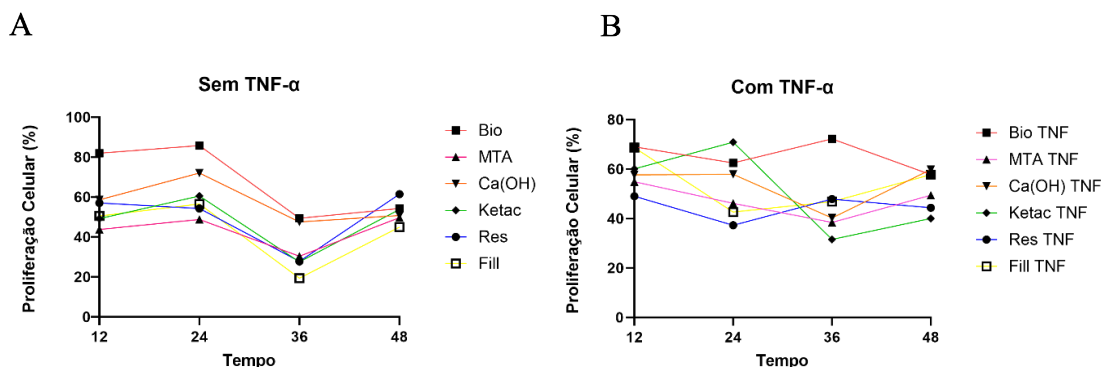 A
Sem TNF-α
Proliferação Celular (%)
100
80
60
40
20
0
12
24
36
48
Tempo
Bio
MTA
Ca(OH)
Ketac
Res
Fill
B
Com TNF-α
Proliferação Celular (%)
80
60
40
20
0
12
24
36
48
Tempo
Bio TNF
MTA TNF
Ca(OH) TNF
Ketac TNF
Res TNF
Fill TNF